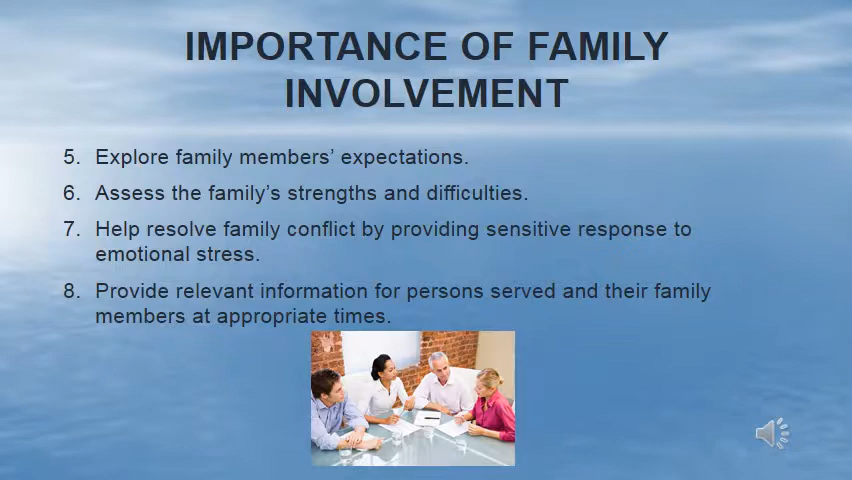 IMPORTANCE OF FAMILY
INVOLVEMENT
5. Explore family members’ expectations.
6. Assess the family’s strengths and difficulties.
7. Help resolve family conflict by providing sensitive response to
emotional stress.
8. Provide relevant information for persons served and their family
members at appropriate times.